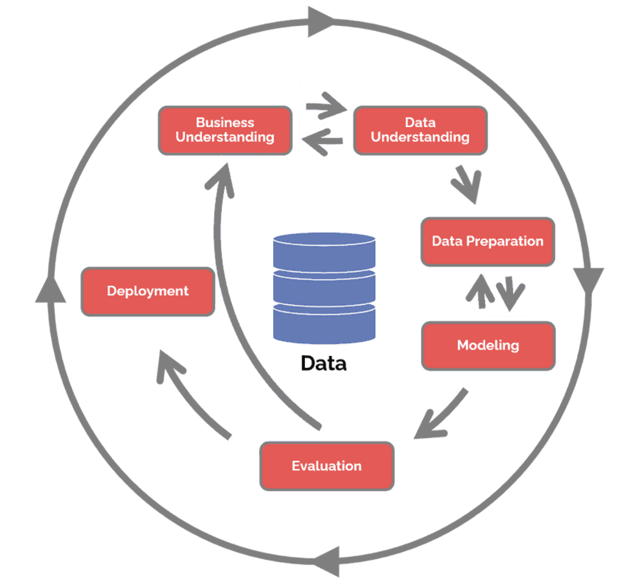 Business
Understanding
Data
Understanding
Data Preparation
Deployment
Modeling
Data
Evaluation